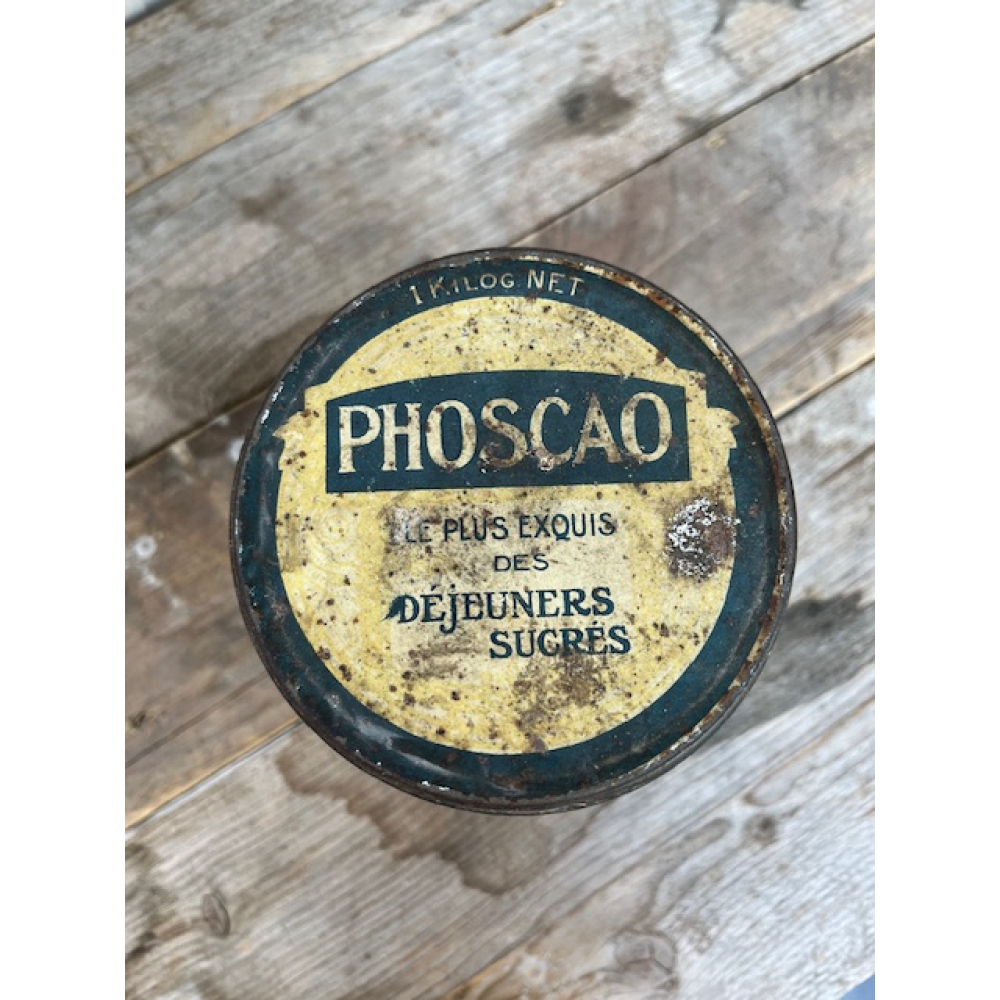 1 KILOG NET
PHOSCAO
LE PLUS EXQUIS
DES
DÉJEUNERS
SUCRÉS